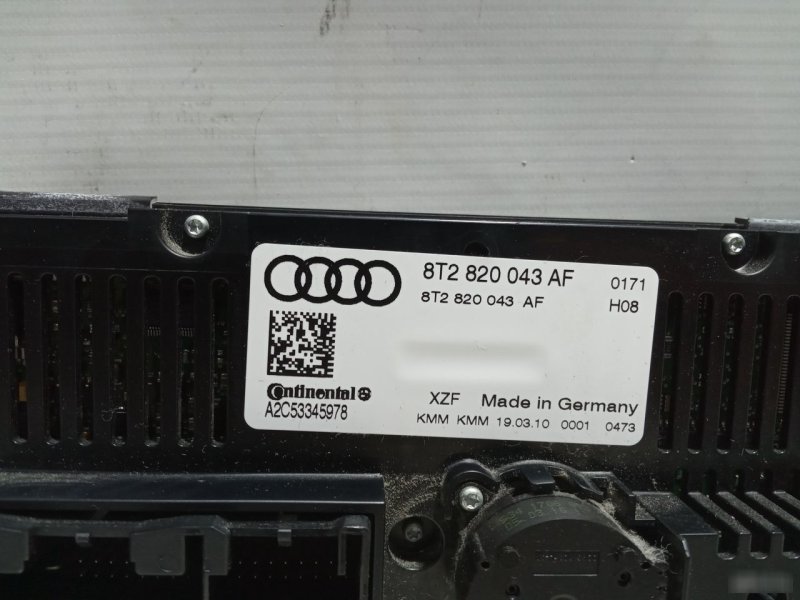 8T2 820 043 AF 0171
8T2 820 043 AF H08
Continental
A2C53345978
XZF Made in Germany
KMM KMM 19.03.10 0001 0473